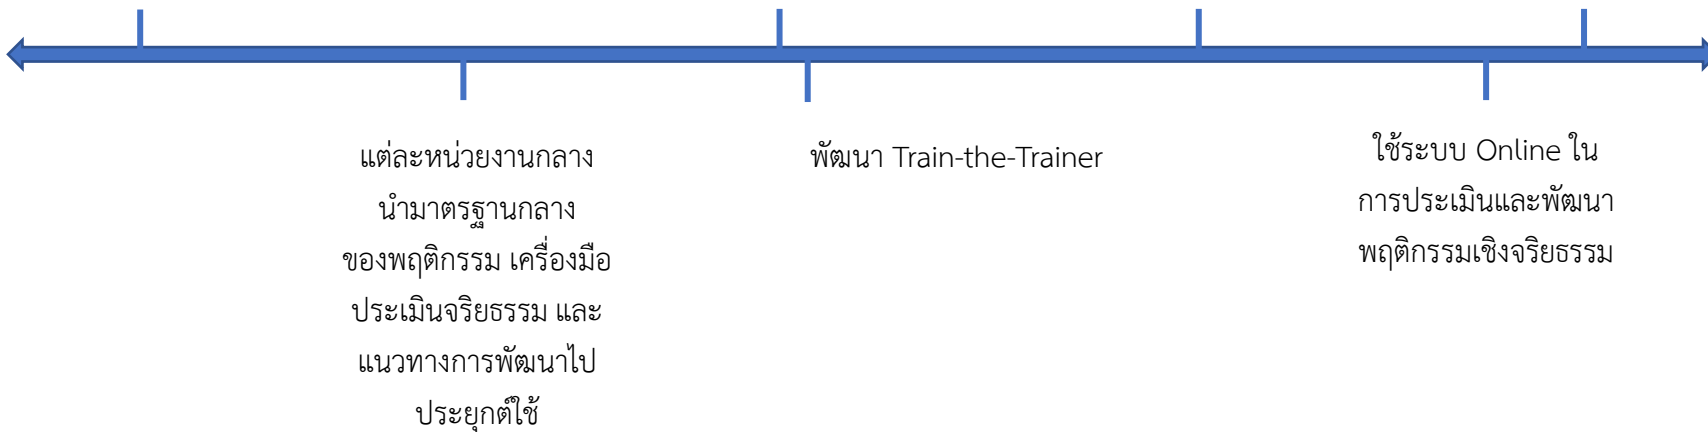 แต่ละหน่วยงานกลาง
นำมาตรฐานกลาง
ของพฤติกรรม เครื่องมือ
ประเมินจริยธรรม และ
แนวทางการพัฒนาไป
ประยุกต์ใช้
พัฒนา Train-the-Trainer
ใช้ระบบ Online ใน
การประเมินและพัฒนา
พฤติกรรมเชิงจริยธรรม